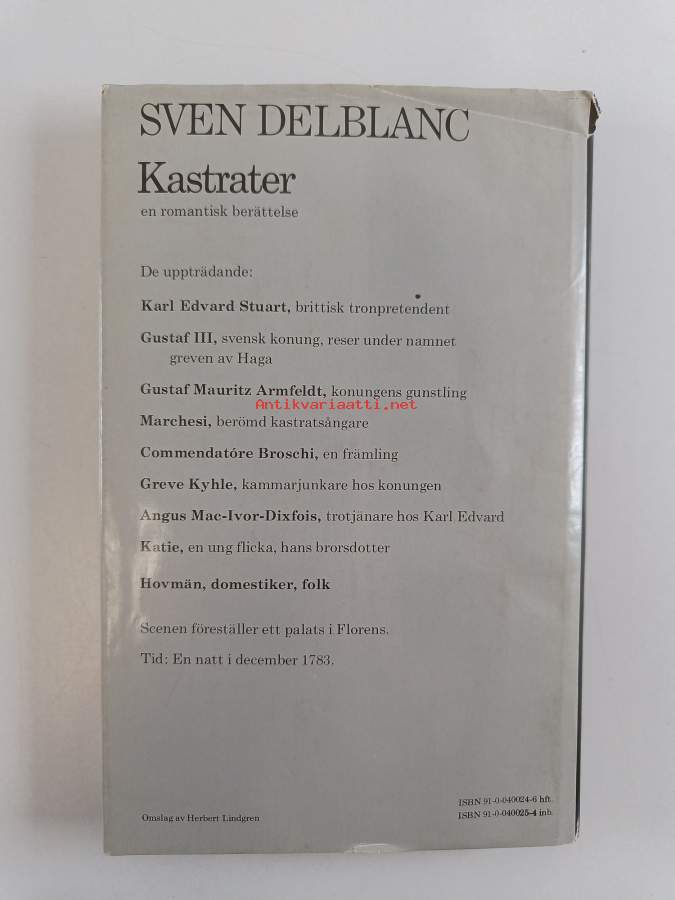 SVEN DELBLANC
Kastrater
en romantisk berättelse
De uppträdande:
Karl Edvard Stuart, brittisk tronpretendent
Gustaf III, svensk konung, reser under namnet
greven av Haga
Gustaf Mauritz Armfeldt, konungens gunstling
Antikvariaatti.net
Marchesi, berömd kastratsångare
Commendatóre Broschi, en främling
Greve Kyhle, kammarjunkare hos konungen
Angus Mac-Ivor-Dixfois, trotjänare hos Karl Edvard
Katie, en ung flicka, hans brorsdotter
Hovmän, domestiker, folk
Scenen föreställer ett palats i Florens.
Tid: En natt i december 1783.
Omslag av Herbert Lindgren
ISBN 91-0-040024-6 hft.
ISBN 91-0-040025-4 inb.